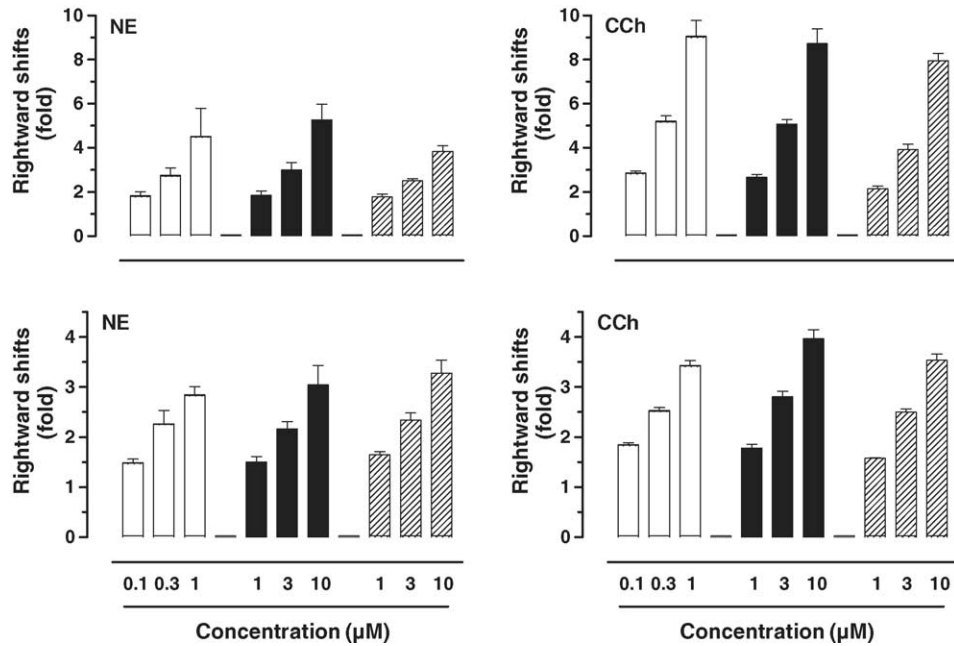 NE
Rightward shifts
(fold)
10
8
6
4
2
0
CCh
Rightward shifts
(fold)
10
8
6
4
2
0
NE
Rightward shifts
(fold)
4
3
2
1
0
0.1 0.3 1 1 3 10 1 3 10
Concentration (µM)
CCh
Rightward shifts
(fold)
4
3
2
1
0
0.1 0.3 1 1 3 10 1 3 10
Concentration (µM)